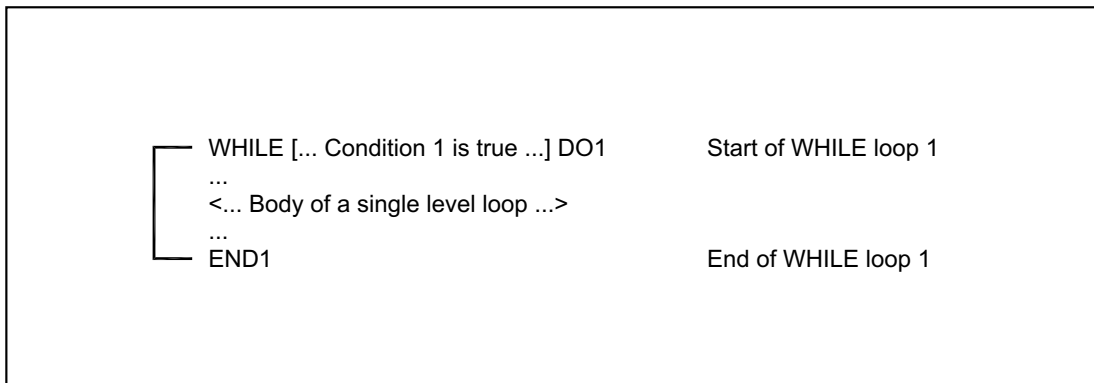 WHILE [... Condition 1 is true ...] DO1 Start of WHILE loop 1
...
<... Body of a single level loop ...>
...
END1 End of WHILE loop 1